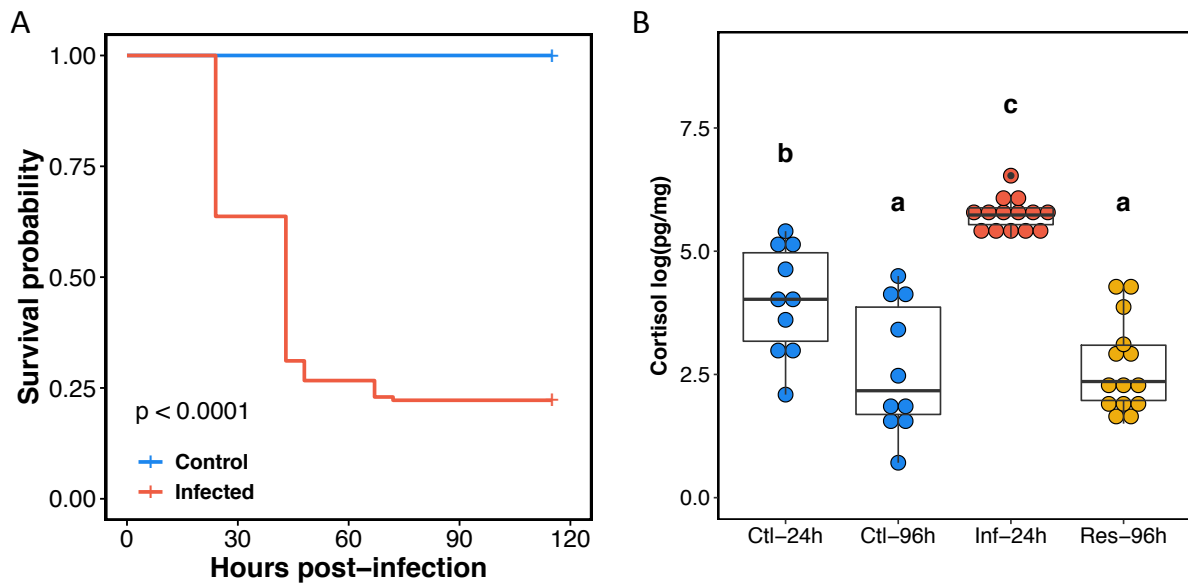 A
Survival probability
1.00
0.75
0.50
0.25
0.00
p < 0.0001
Control
Infected
0 30 60 90 120
Hours post−infection
B
Cortisol log(pg/mg)
7.5
5.0
2.5
0.0
b
a
c
a
Ctl−24h Ctl−96h Inf−24h Res−96h